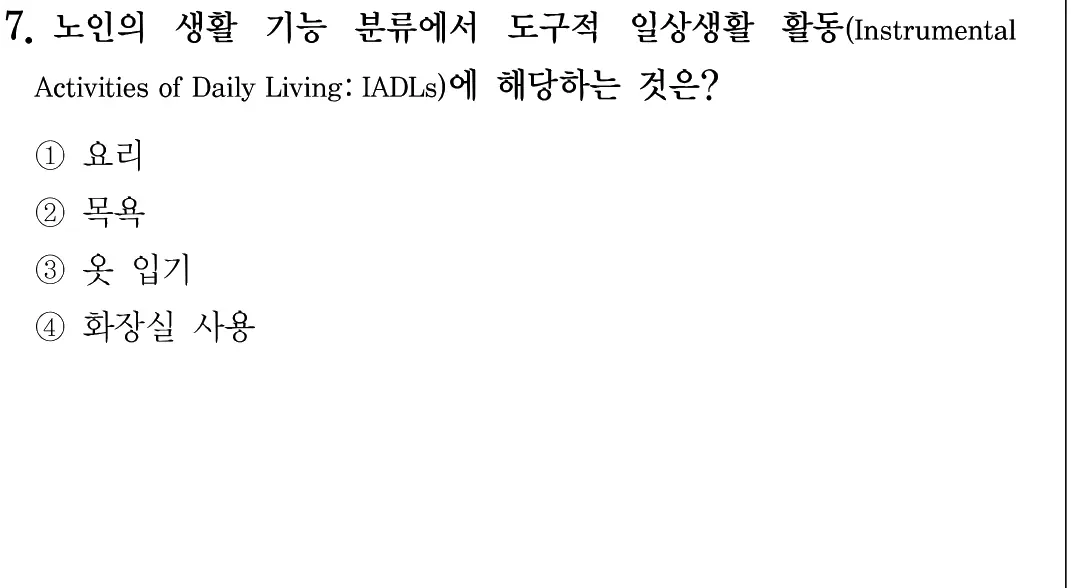 7. 노인의 생활 기능 분류에서 도구적 일상생활 활동(Instrumental
Activities of Daily Living: IADLs)에 해당하는 것은?
① 요리
② 목욕
③ 옷 입기
④ 화장실 사용